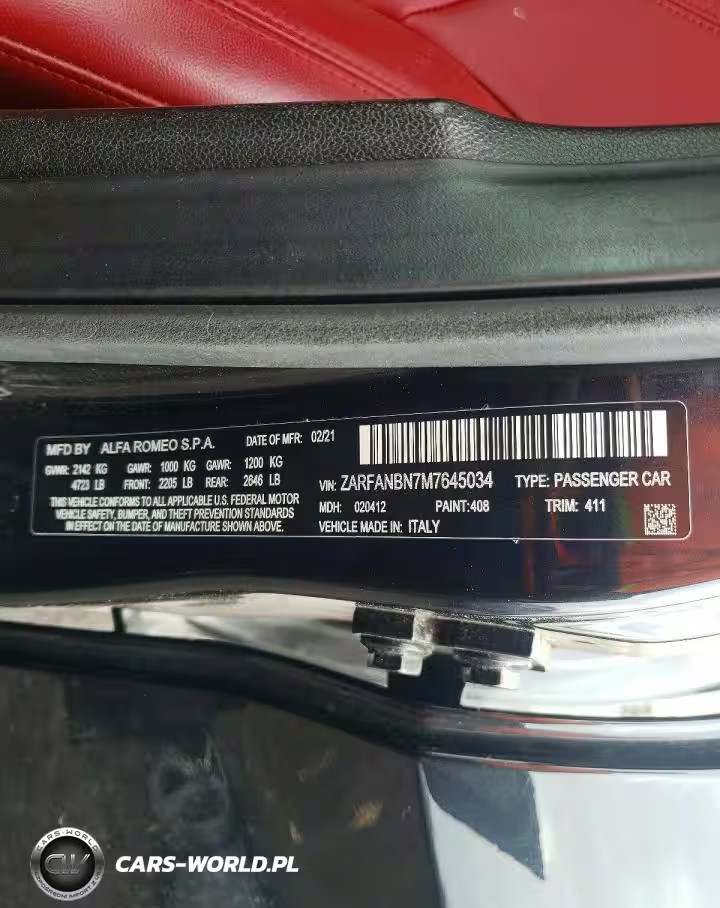 MFD BY ALFA ROMEO S.P.A. DATE OF MFR: 02/21
GVWR: 2142 KG GAWR: 1000 KG GAWR: 1200 KG
4723 LB FRONT: 2205 LB REAR: 2646 LB
THIS VEHICLE CONFORMS TO ALL APPLICABLE U.S. FEDERAL MOTOR
VEHICLE SAFETY, BUMPER, AND THEFT PREVENTION STANDARDS
IN EFFECT ON THE DATE OF MANUFACTURE SHOWN ABOVE.
VIN: ZARFANBN7M7645034 TYPE: PASSENGER CAR
MDH: 020412 PAINT:408 TRIM: 411
VEHICLE MADE IN: ITALY
CARS-WORLD
CW
CARS-WORLD.PL